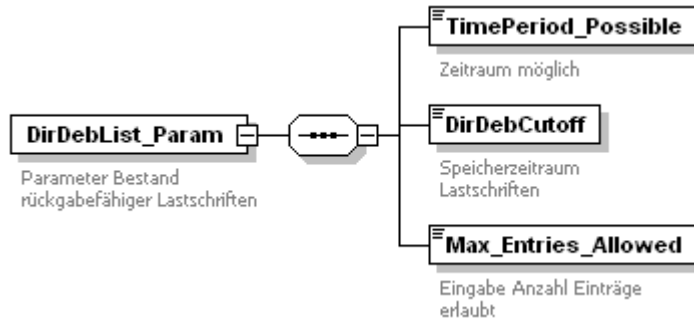 TimePeriod_Possible
Zeitraum möglich
DirDebList_Param
Parameter Bestand
rückgabefähiger Lastschriften
DirDebCutoff
Speicherzeitraum
Lastschriften
Max_Entries_Allowed
Eingabe Anzahl Einträge
erlaubt